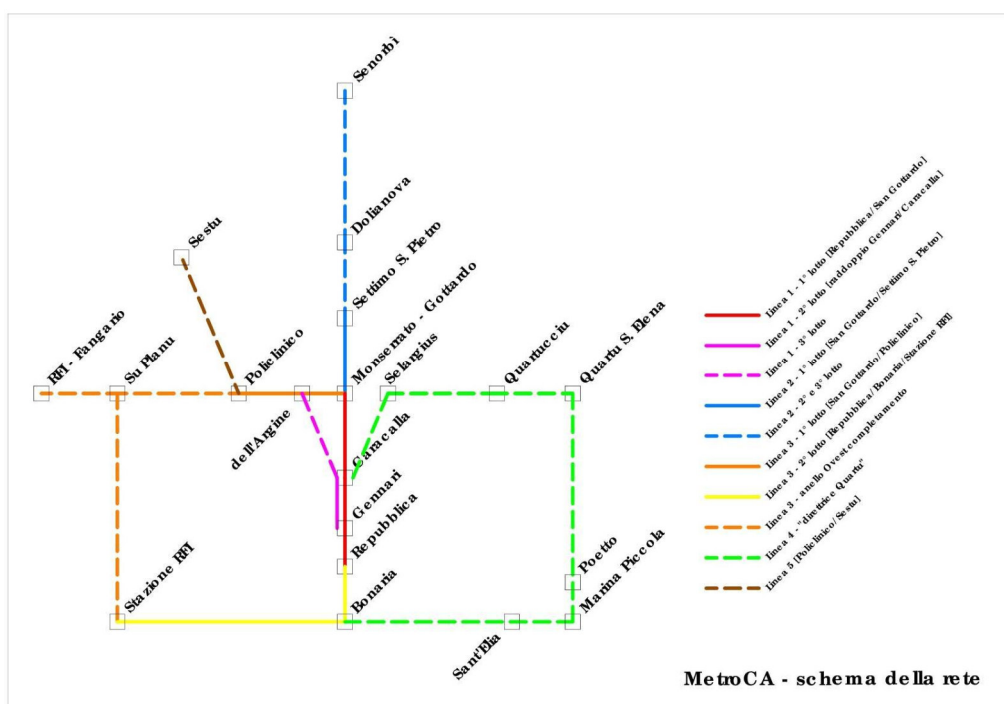 Senorbì
Dolianova
Settimo S. Pietro
Sestu
Monserrato - Gottardo
RFI - Fangario
Su Planu
Policlinico
Selargius
Quartucciu
Quartu S. Elena
dell'Argine
Caracalla
Gennari
Repubblica
Stazione RFI
Bonaria
Poetto
Marina Piccola
Sant'Elia
linea 1 - 1° lotto [Repubblica/San Gottardo]
linea 1 - 2° lotto [raddoppio Gennari/Caracalla]
linea 1 - 3° lotto
linea 2 - 1° lotto [San Gottardo/Settimo S. Pietro]
linea 2 - 2° e 3° lotto
linea 3 - 1° lotto [San Gottardo/Policlinico]
linea 3 - 2° lotto [Repubblica/Bonaria/Stazione RFI]
linea 3 - anello Ovest completamento
linea 4 - "direttrice Quartu"
linea 5 [Policlinico/Sestu]
MetroCA - schema della rete